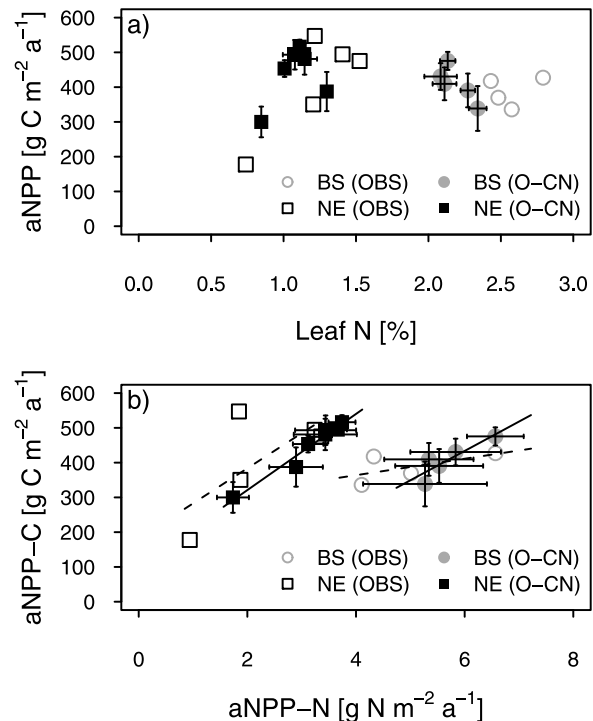 a)
aNPP [g C m−2 a−1]
600
500
400
300
200
100
0
BS (OBS)
BS (O−CN)
NE (OBS)
NE (O−CN)
0.0 0.5 1.0 1.5 2.0 2.5 3.0
Leaf N [%]
b)
aNPP−C [g C m−2 a−1]
600
500
400
300
200
100
0
BS (OBS)
BS (O−CN)
NE (OBS)
NE (O−CN)
0 2 4 6 8
aNPP−N [g N m−2 a−1]